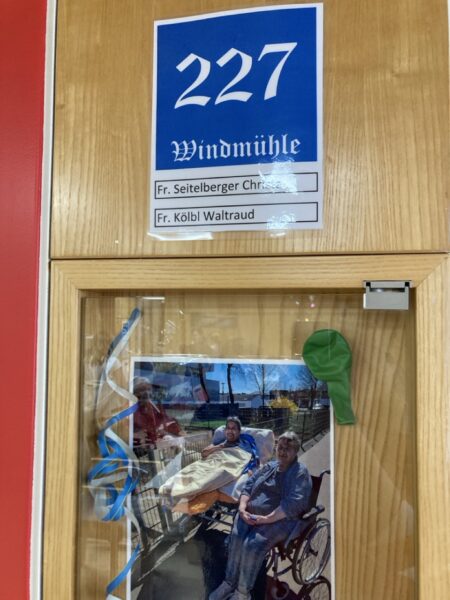 227
Windmühle
Fr. Seitelberger
Fr. Kölbl Waltraud